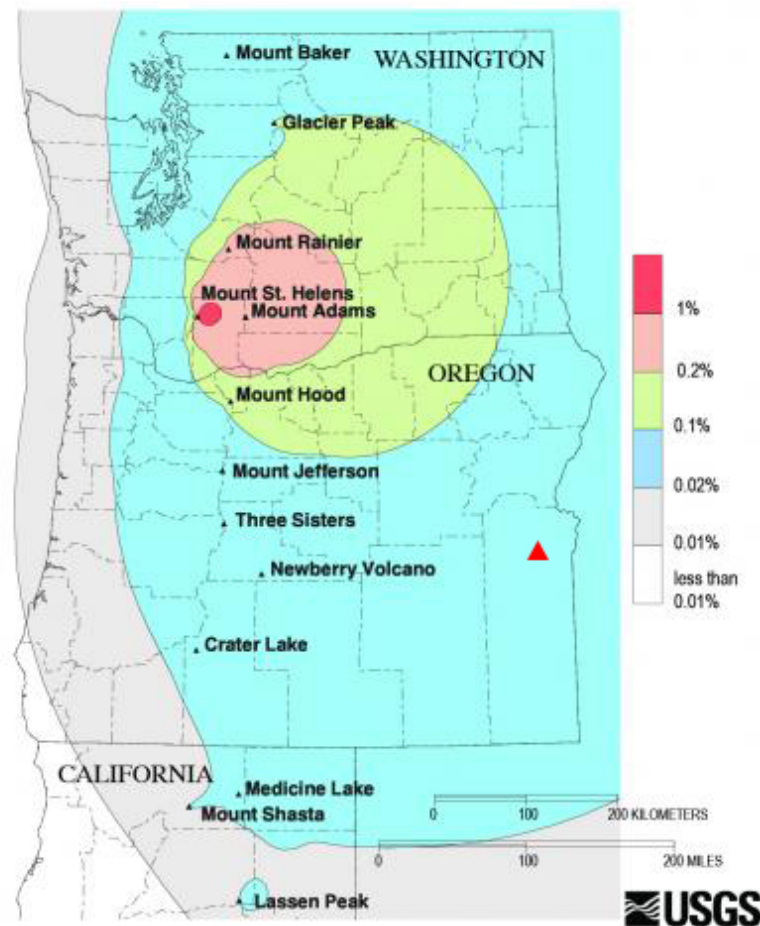 Mount Baker
WASHINGTON
Glacier Peak
Mount Rainier
Mount St. Helens
Mount Adams
OREGON
Mount Hood
Mount Jefferson
Three Sisters
Newberry Volcano
Crater Lake
CALIFORNIA
Medicine Lake
Mount Shasta
Lassen Peak
1%
0.2%
0.1%
0.02%
0.01%
less than
0.01%
0 100 200 KILOMETERS
0 100 200 MILES
USGS